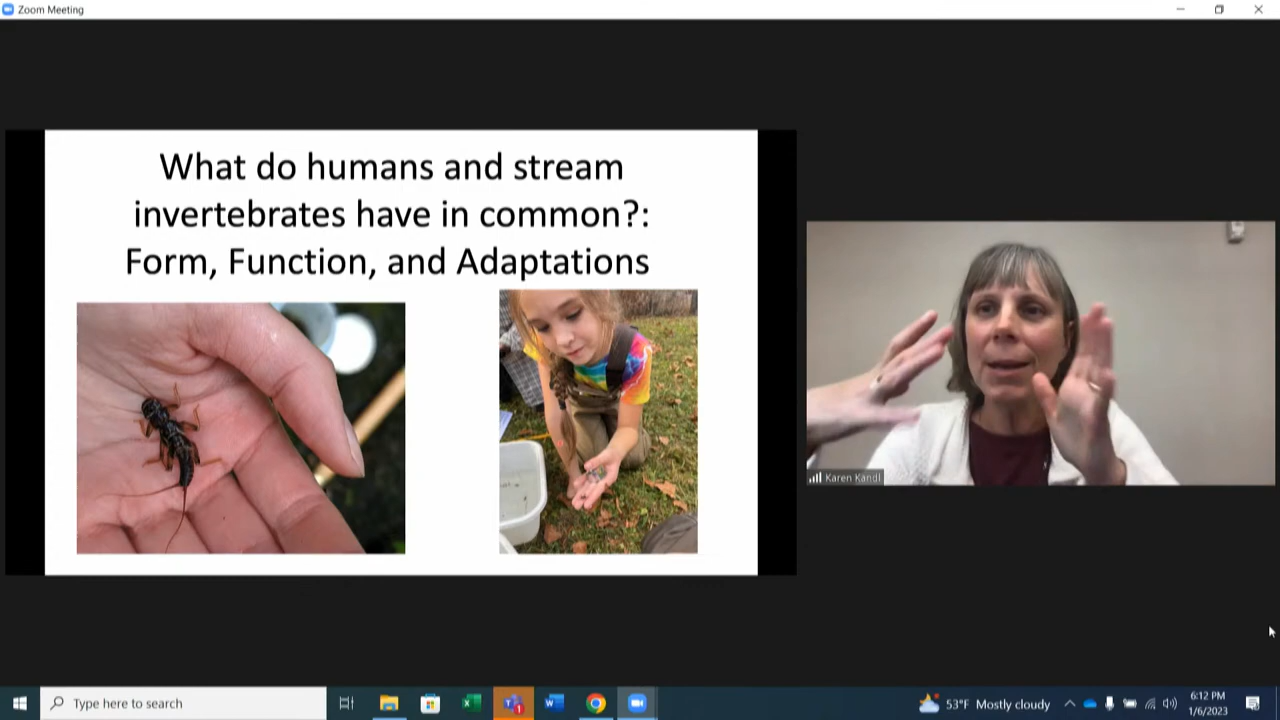 Zoom Meeting
What do humans and stream
invertebrates have in common?:
Form, Function, and Adaptations
Karen Kandl
Type here to search
1
53°F Mostly cloudy
6:12 PM
1/6/2023